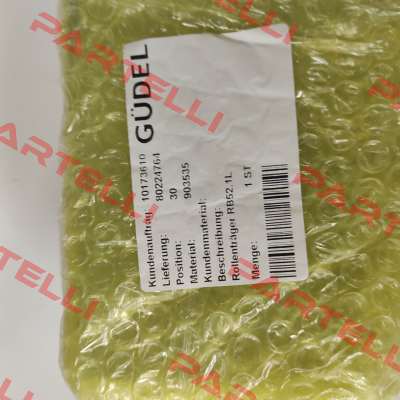 GÜDEL
Kundenauftrag: 10173610
Lieferung: 80224764
Position: 30
Material: 903535
Kundenmaterial:
Beschreibung:
Rollenträger RB52.1L
Menge: 1 ST
PARTELLI
PARTELLI
PARTELLI
PARTELLI